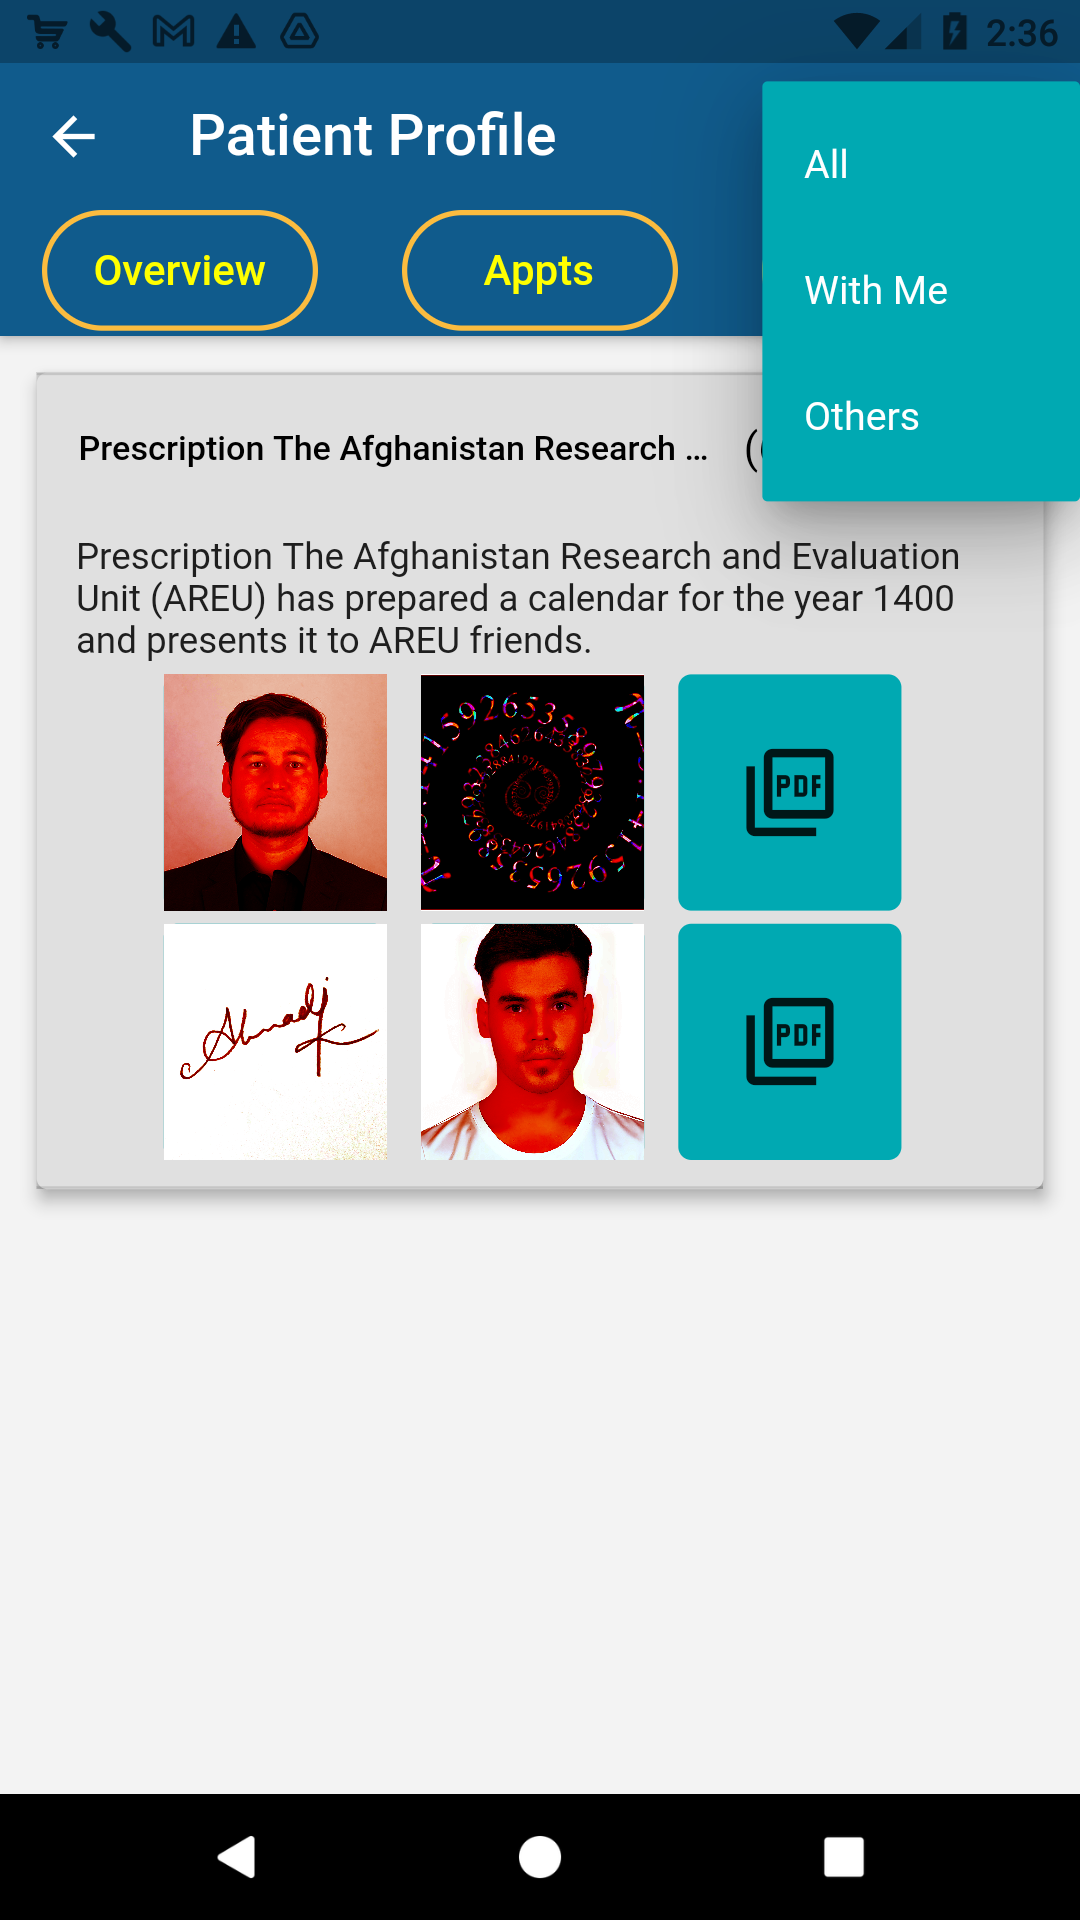 2:36
Patient Profile
All
Overview
Appts
With Me
Others
Prescription The Afghanistan Research ...
Prescription The Afghanistan Research and Evaluation
Unit (AREU) has prepared a calendar for the year 1400
and presents it to AREU friends.
PDF
PDF